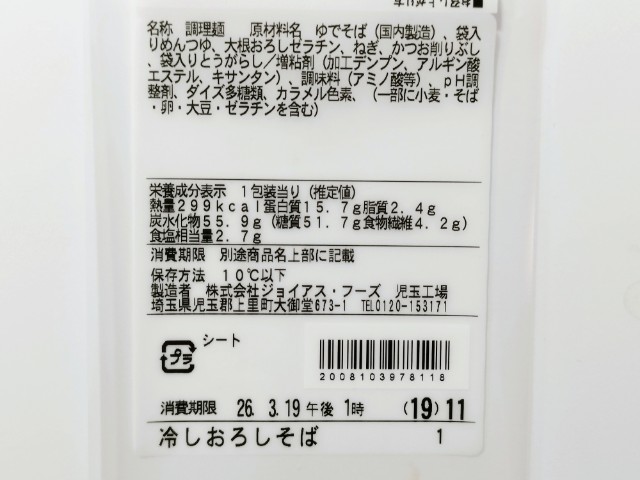 名称　調理麺　　原材料名　ゆでそば（国内製造）、袋入
りめんつゆ、大根おろしゼラチン、ねぎ、かつお削りぶし
、袋入りとうがらし／増粘剤（加工デンプン、アルギン酸
エステル、キサンタン）、調味料（アミノ酸等）、ｐＨ調
整剤、ダイズ多糖類、カラメル色素、（一部に小麦・そば
・卵・大豆・ゼラチンを含む）
栄養成分表示　１包装当り（推定値）
熱量２９９ｋｃａｌ蛋白質１５．７ｇ脂質２．４ｇ
炭水化物５５．９ｇ（糖質５１．７ｇ食物繊維４．２ｇ）
食塩相当量２．７ｇ
消費期限　別途商品名上部に記載
保存方法　１０℃以下
製造者　株式会社ジョイアス・フーズ　児玉工場
埼玉県児玉郡上里町大御堂673-1　TEL0120-153171
プラ
シート
2008103978118
消費期限　26. 3.19 午後 1時　(19) 11
冷しおろしそば　1